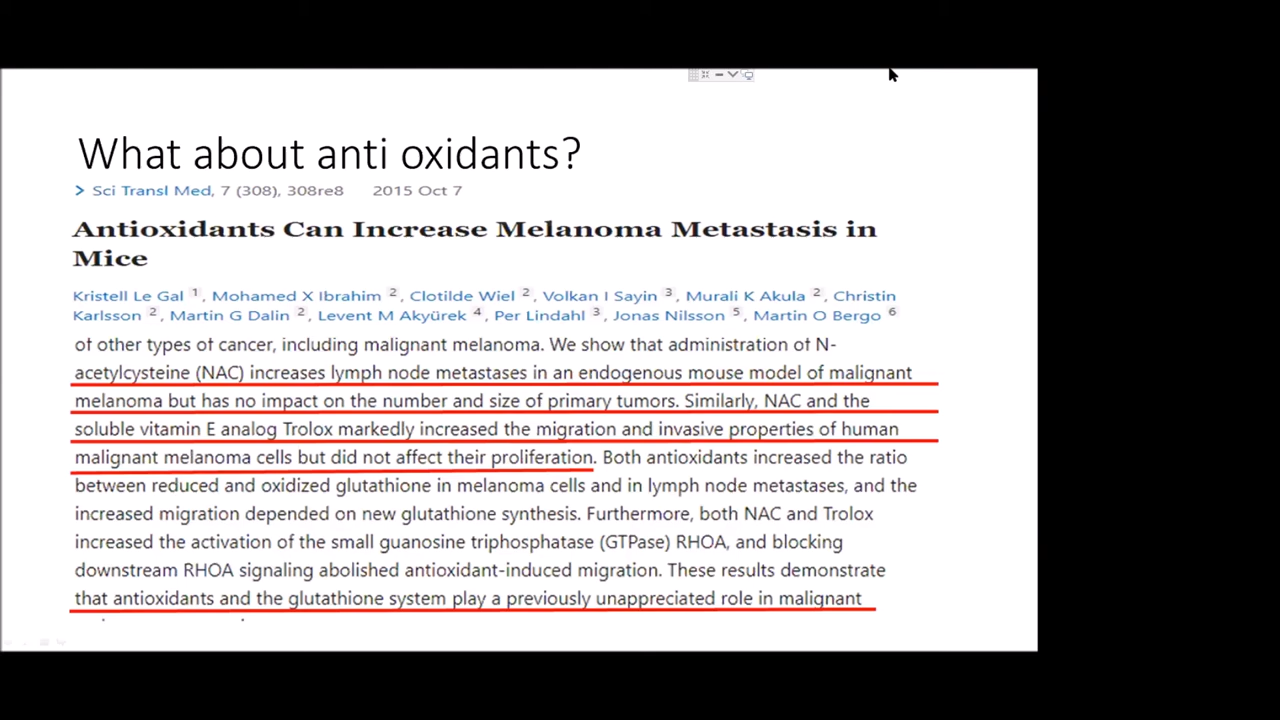 What about anti oxidants?
> Sci Transl Med, 7 (308), 308re8 2015 Oct 7
Antioxidants Can Increase Melanoma Metastasis in
Mice
Kristell Le Gal 1, Mohamed X Ibrahim 2, Clotilde Wiel 2, Volkan I Sayin 3, Murali K Akula 2, Christin
Karlsson 2, Martin G Dalin 2, Levent M Akyürek 4, Per Lindahl 3, Jonas Nilsson 5, Martin O Bergo 6
of other types of cancer, including malignant melanoma. We show that administration of N-
acetylcysteine (NAC) increases lymph node metastases in an endogenous mouse model of malignant
melanoma but has no impact on the number and size of primary tumors. Similarly, NAC and the
soluble vitamin E analog Trolox markedly increased the migration and invasive properties of human
malignant melanoma cells but did not affect their proliferation. Both antioxidants increased the ratio
between reduced and oxidized glutathione in melanoma cells and in lymph node metastases, and the
increased migration depended on new glutathione synthesis. Furthermore, both NAC and Trolox
increased the activation of the small guanosine triphosphatase (GTPase) RHOA, and blocking
downstream RHOA signaling abolished antioxidant-induced migration. These results demonstrate
that antioxidants and the glutathione system play a previously unappreciated role in malignant